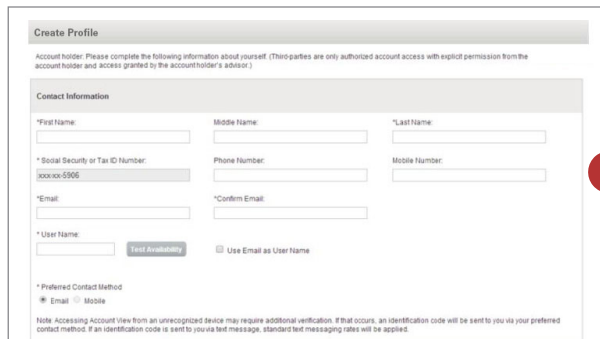 Create Profile
Account holder: Please complete the following information about yourself. (Third-parties are only authorized account access with explicit permission from the
account holder and access granted by the account holder's advisor.)
Contact Information
*First Name: Middle Name: *Last Name:
* Social Security or Tax ID Number: Phone Number: Mobile Number:
xxx-xx-5906
*Email: *Confirm Email:
* User Name:
Test Availability Use Email as User Name
* Preferred Contact Method
Email Mobile
Note: Accessing Account View from an unrecognized device may require additional verification. If that occurs, an identification code will be sent to you via your preferred
contact method. If an identification code is sent to you via text message, standard text messaging rates will be applied.